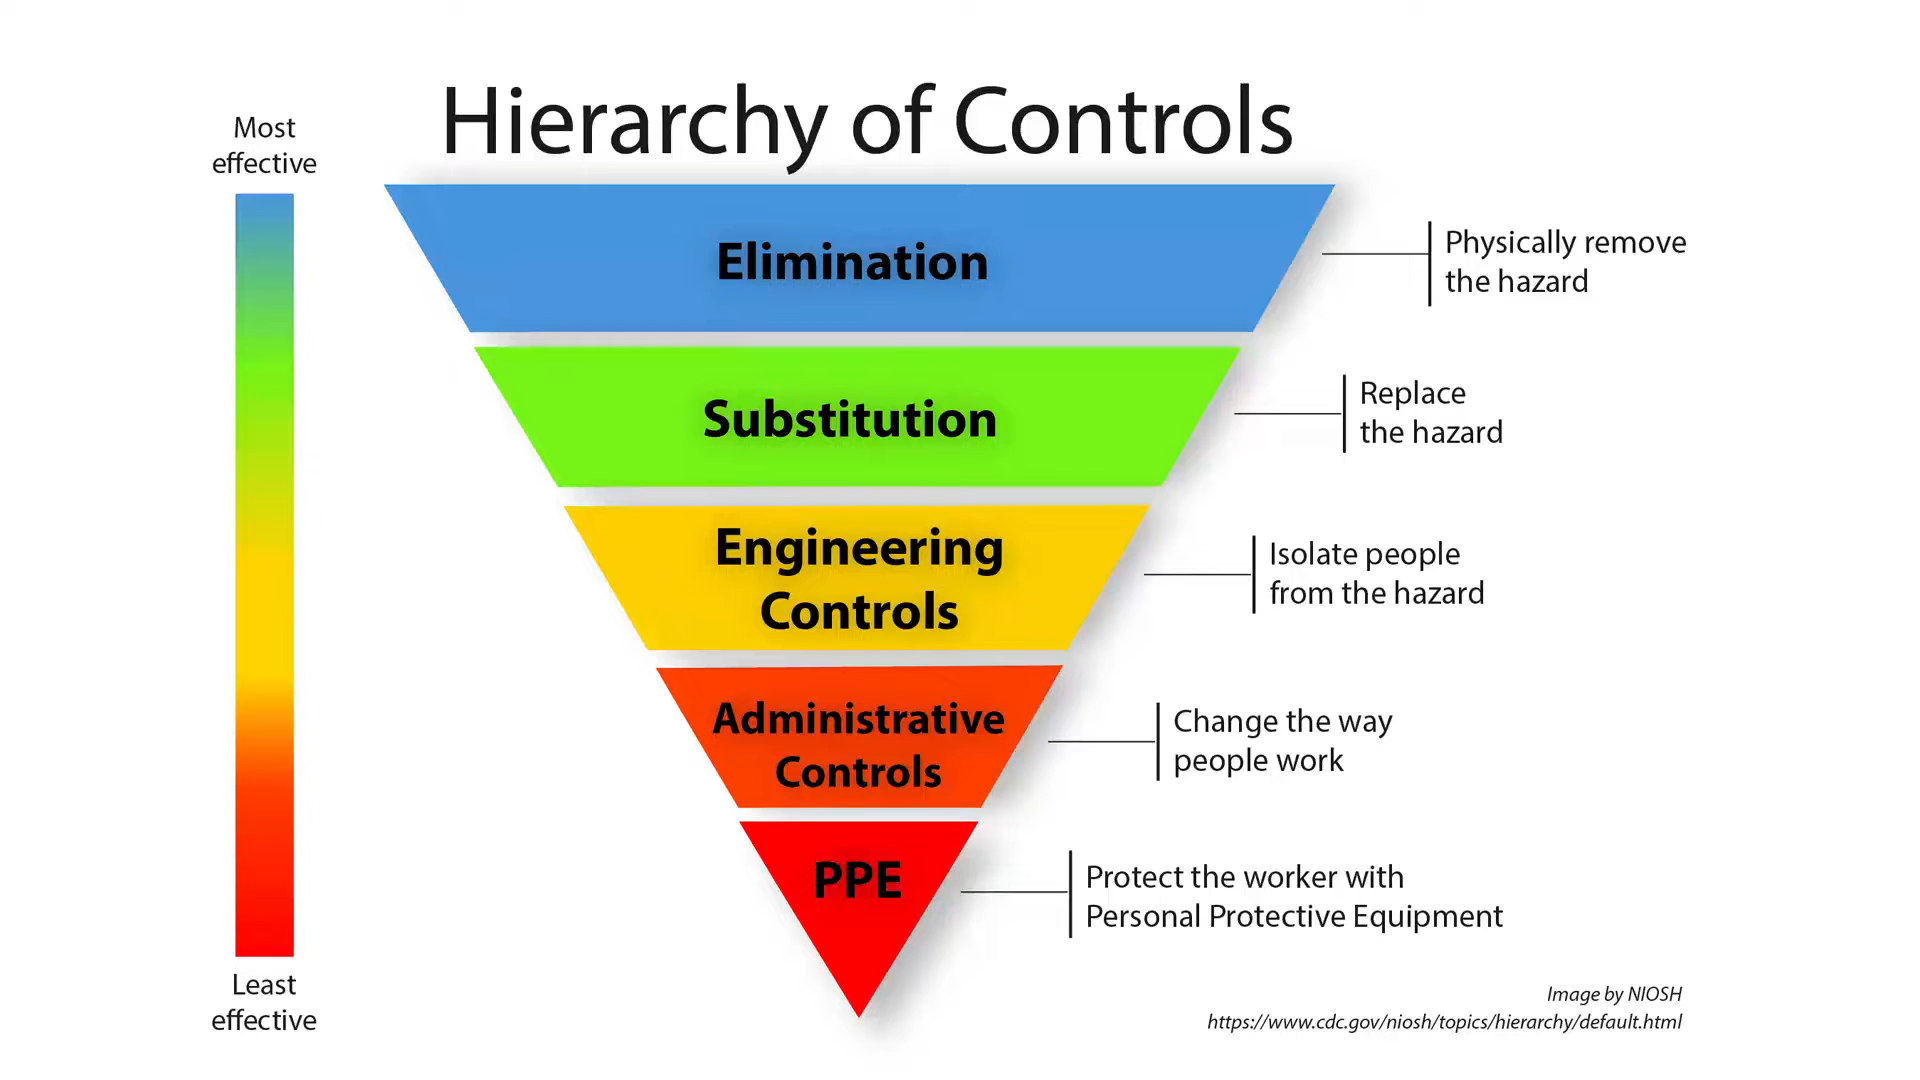 Hierarchy of Controls
Most
effective
Elimination
Physically remove
the hazard
Substitution
Replace
the hazard
Engineering
Controls
Isolate people
from the hazard
Administrative
Controls
Change the way
people work
PPE
Protect the worker with
Personal Protective Equipment
Least
effective
Image by NIOSH
https://www.cdc.gov/niosh/topics/hierarchy/default.html